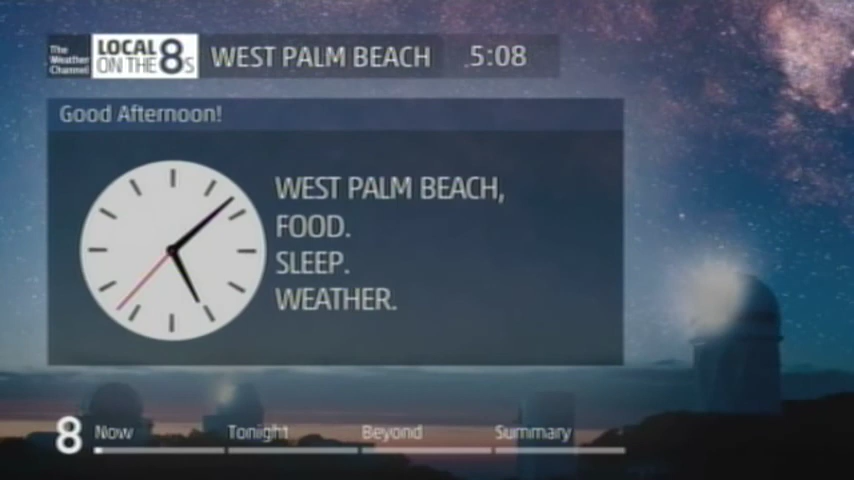 The Weather Channel
LOCAL ON THE 8s
WEST PALM BEACH 5:08
Good Afternoon!
WEST PALM BEACH,
FOOD.
SLEEP.
WEATHER.
8 Now Tonight Beyond Summary